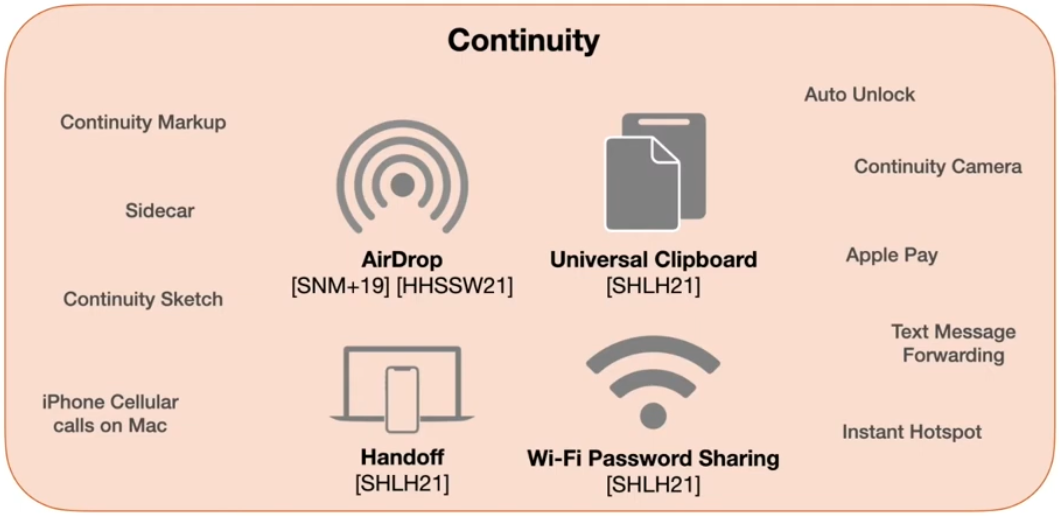 Continuity
Continuity Markup
Sidecar
Continuity Sketch
iPhone Cellular
calls on Mac
AirDrop
[SNM+19] [HHSSW21]
Universal Clipboard
[SHLH21]
Handoff
[SHLH21]
Wi-Fi Password Sharing
[SHLH21]
Auto Unlock
Continuity Camera
Apple Pay
Text Message
Forwarding
Instant Hotspot